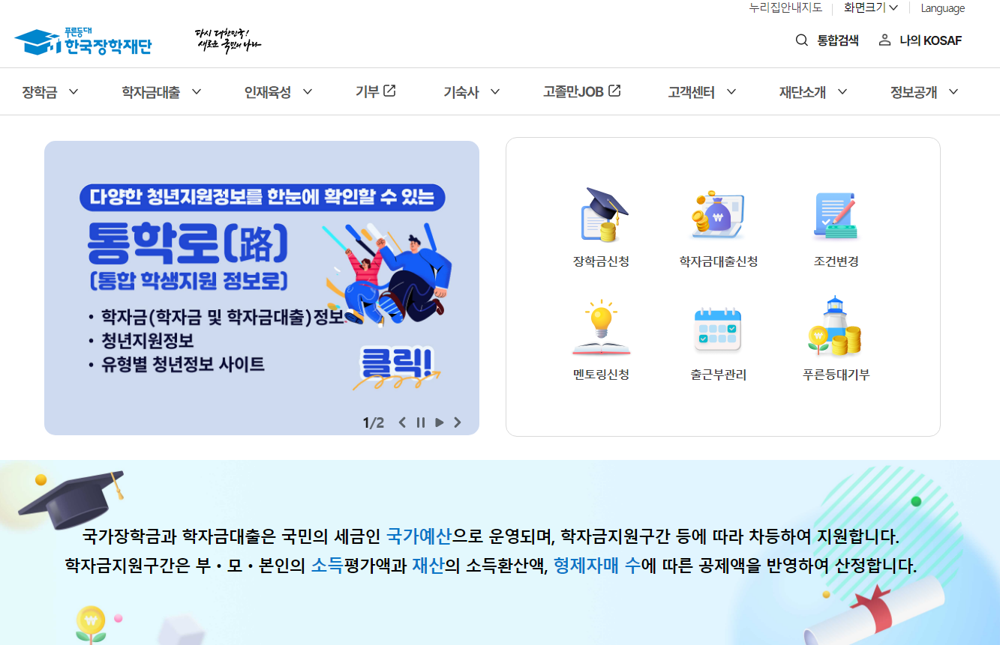 누리집안내지도 화면크기 Language
푸른등대
한국장학재단
다시 대한민국!
새로운 국민의 나라
통합검색 나의 KOSAF
장학금 학자금대출 인재육성 기부 기숙사 고졸만JOB 고객센터 재단소개 정보공개
다양한 청년지원정보를 한눈에 확인할 수 있는
통학로(路)
(통합 학생지원 정보로)
• 학자금(학자금 및 학자금대출)정보
• 청년지원정보
• 유형별 청년정보 사이트
클릭!
1/2
장학금신청 학자금대출신청 조건변경
멘토링신청 출근부관리 푸른등대기부
국가장학금과 학자금대출은 국민의 세금인 국가예산으로 운영되며, 학자금지원구간 등에 따라 차등하여 지원합니다.
학자금지원구간은 부・모・본인의 소득평가액과 재산의 소득환산액, 형제자매 수에 따른 공제액을 반영하여 산정합니다.